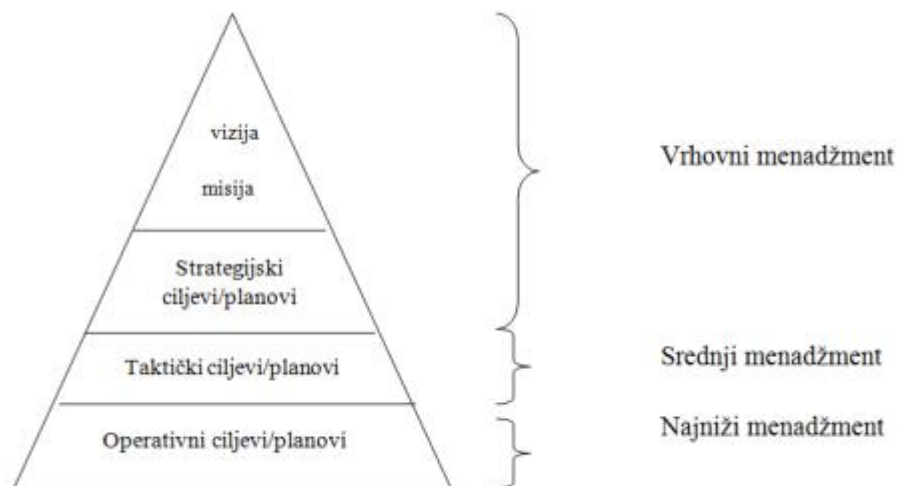 vizija
misija
Vrhovni menadžment
Strategijski
ciljevi/planovi
Taktički ciljevi/planovi
Srednji menadžment
Operativni ciljevi/planovi
Najniži menadžment